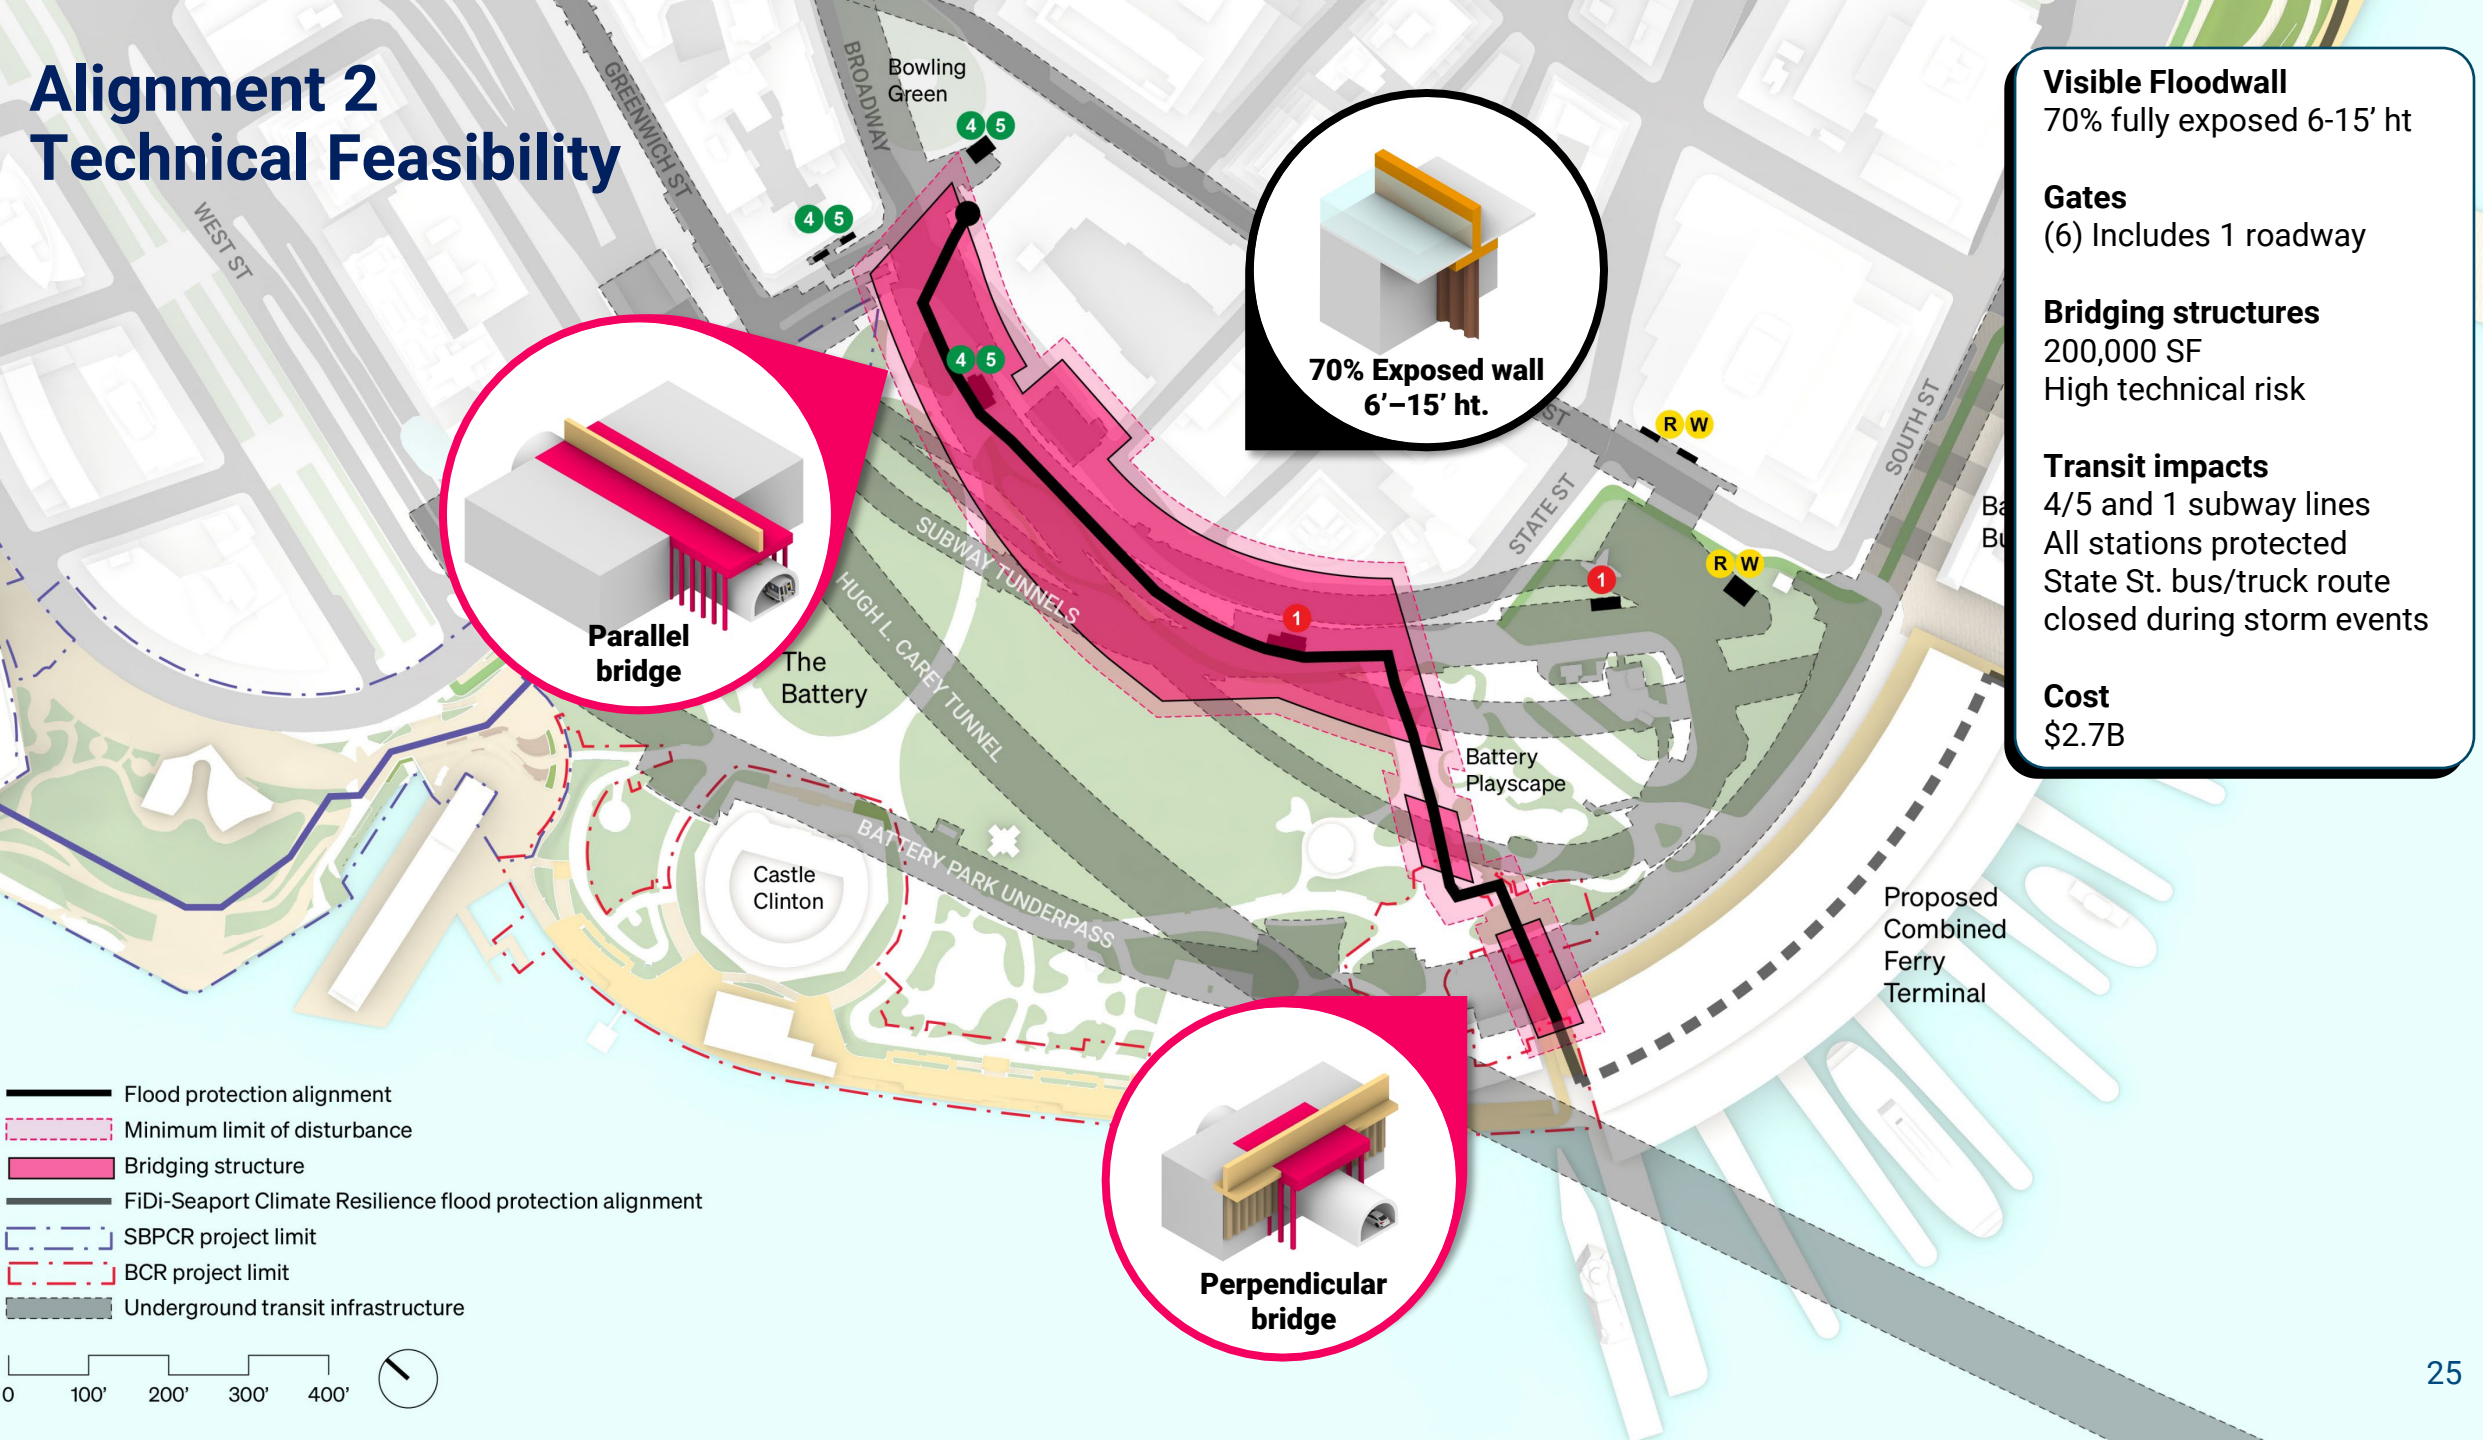 Alignment 2
Technical Feasibility
GREENWICH ST
BROADWAY
Bowling
Green
4 5
4 5
WEST ST
4 5
70% Exposed wall
6’–15’ ht.
Parallel
bridge
SUBWAY TUNNELS
HUGH L. CAREY TUNNEL
The
Battery
ST
R W
STATE ST
SOUTH ST
1
R W
1
Battery
Playscape
Castle
Clinton
BATTERY PARK UNDERPASS
Proposed
Combined
Ferry
Terminal
Perpendicular
bridge
Visible Floodwall
70% fully exposed 6-15’ ht
Gates
(6) Includes 1 roadway
Bridging structures
200,000 SF
High technical risk
Transit impacts
4/5 and 1 subway lines
All stations protected
State St. bus/truck route
closed during storm events
Cost
$2.7B
Flood protection alignment
Minimum limit of disturbance
Bridging structure
FiDi-Seaport Climate Resilience flood protection alignment
SBPCR project limit
BCR project limit
Underground transit infrastructure
0 100’ 200’ 300’ 400’
25